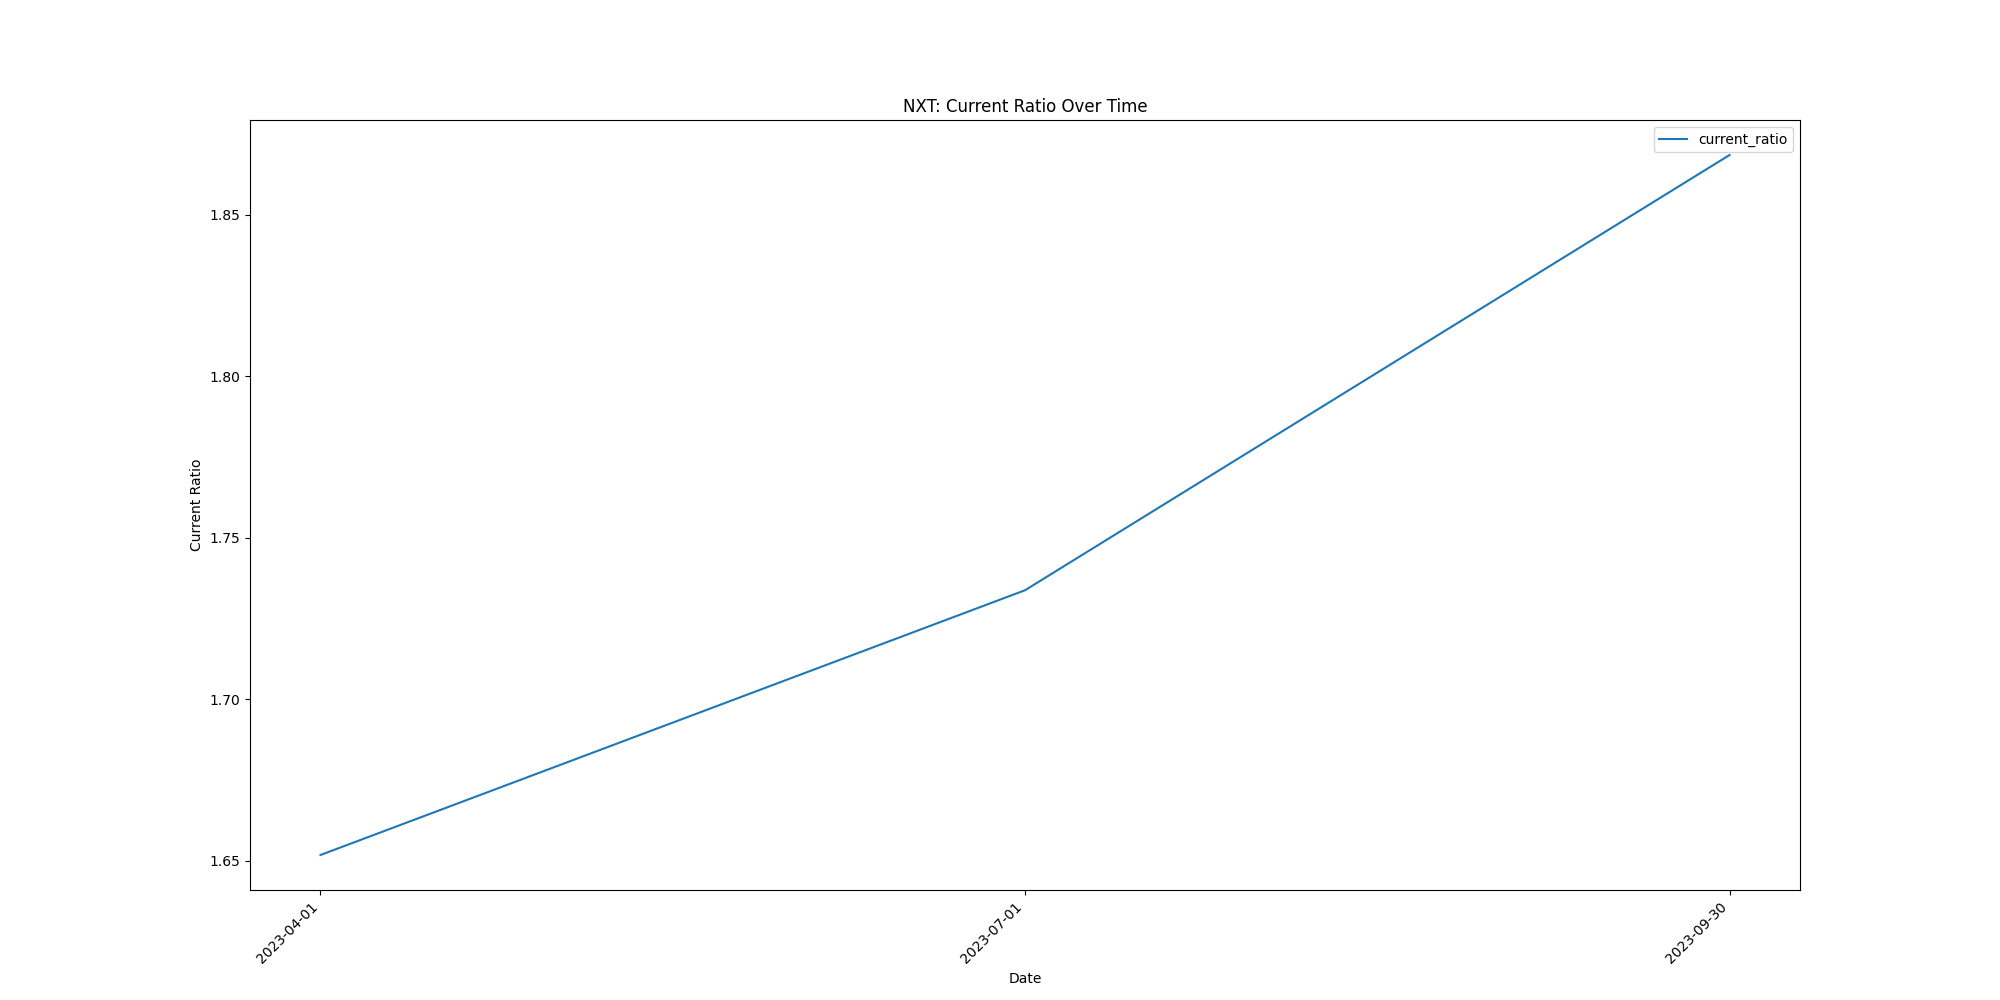 NXT: Current Ratio Over Time
current_ratio
1.85
1.80
1.75
1.70
1.65
Current Ratio
2023-04-01
2023-07-01
2023-09-30
Date